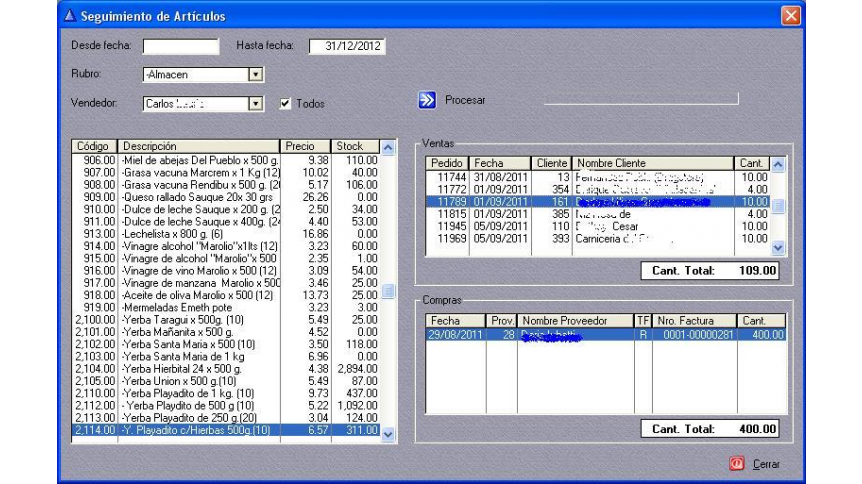 Seguimiento de Artículos
Desde fecha: Hasta fecha: 31/12/2012
Rubro: -Almacen
Vendedor: Carlos Todos
Procesar
Código Descripción Precio Stock
906.00 -Miel de abejas Del Pueblo x 500 g. 9.38 110.00
907.00 -Grasa vacuna Marcrem x 1 Kg (12) 10.02 40.00
908.00 -Grasa vacuna Rendibu x 500 g. (2 5.17 106.00
909.00 -Queso rallado Sauque 20x 30 grs 26.26 0.00
910.00 -Dulce de leche Sauque x 200 g. (2 2.50 34.00
911.00 -Dulce de leche Sauque x 400g. (24 4.40 53.00
913.00 -Lechelista x 800 g. (6) 16.86 0.00
914.00 -Vinagre alcohol "Marolio"x1lts (12) 3.23 60.00
915.00 -Vinagre de alcohol "Marolio"x 500 2.35 1.00
916.00 -Vinagre de vino Marolio x 500 (12) 3.09 54.00
917.00 -Vinagre de manzana Marolio x 500 3.46 25.00
918.00 -Aceite de oliva Marolio x 500 (12) 13.73 25.00
919.00 -Mermeladas Emeth pote 3.23 3.00
2,100.00 -Yerba Taragui x 500g. (10) 5.49 25.00
2,101.00 -Yerba Mañanita x 500 g. 4.52 0.00
2,102.00 -Yerba Santa Maria x 500 (10) 3.50 118.00
2,103.00 -Yerba Santa Maria de 1 kg 6.96 0.00
2,104.00 -Yerba Hierbital 24 x 500 g. 4.38 2,894.00
2,105.00 -Yerba Union x 500 g.(10) 5.49 87.00
2,110.00 -Yerba Playadito de 1 kg. (10) 9.73 437.00
2,112.00 - Yerba Playdito de 500 g (10) 5.22 1,092.00
2,113.00 -Yerba Playadito de 250 g.(20) 3.04 124.00
2,114.00 -Y. Playadito c/Hierbas 500g.(10) 6.57 311.00
Ventas
Pedido Fecha Cliente Nombre Cliente Cant.
11744 31/08/2011 13 10.00
11772 01/09/2011 354 4.00
11789 01/09/2011 161 10.00
11815 01/09/2011 385 de 4.00
11945 05/09/2011 110 Cesar 10.00
11969 05/09/2011 393 Carniceria 10.00
Cant. Total: 109.00
Compras
Fecha Prov. Nombre Proveedor TF Nro. Factura Cant.
29/08/2011 28 R 0001-00000281 400.00
Cant. Total: 400.00
Cerrar